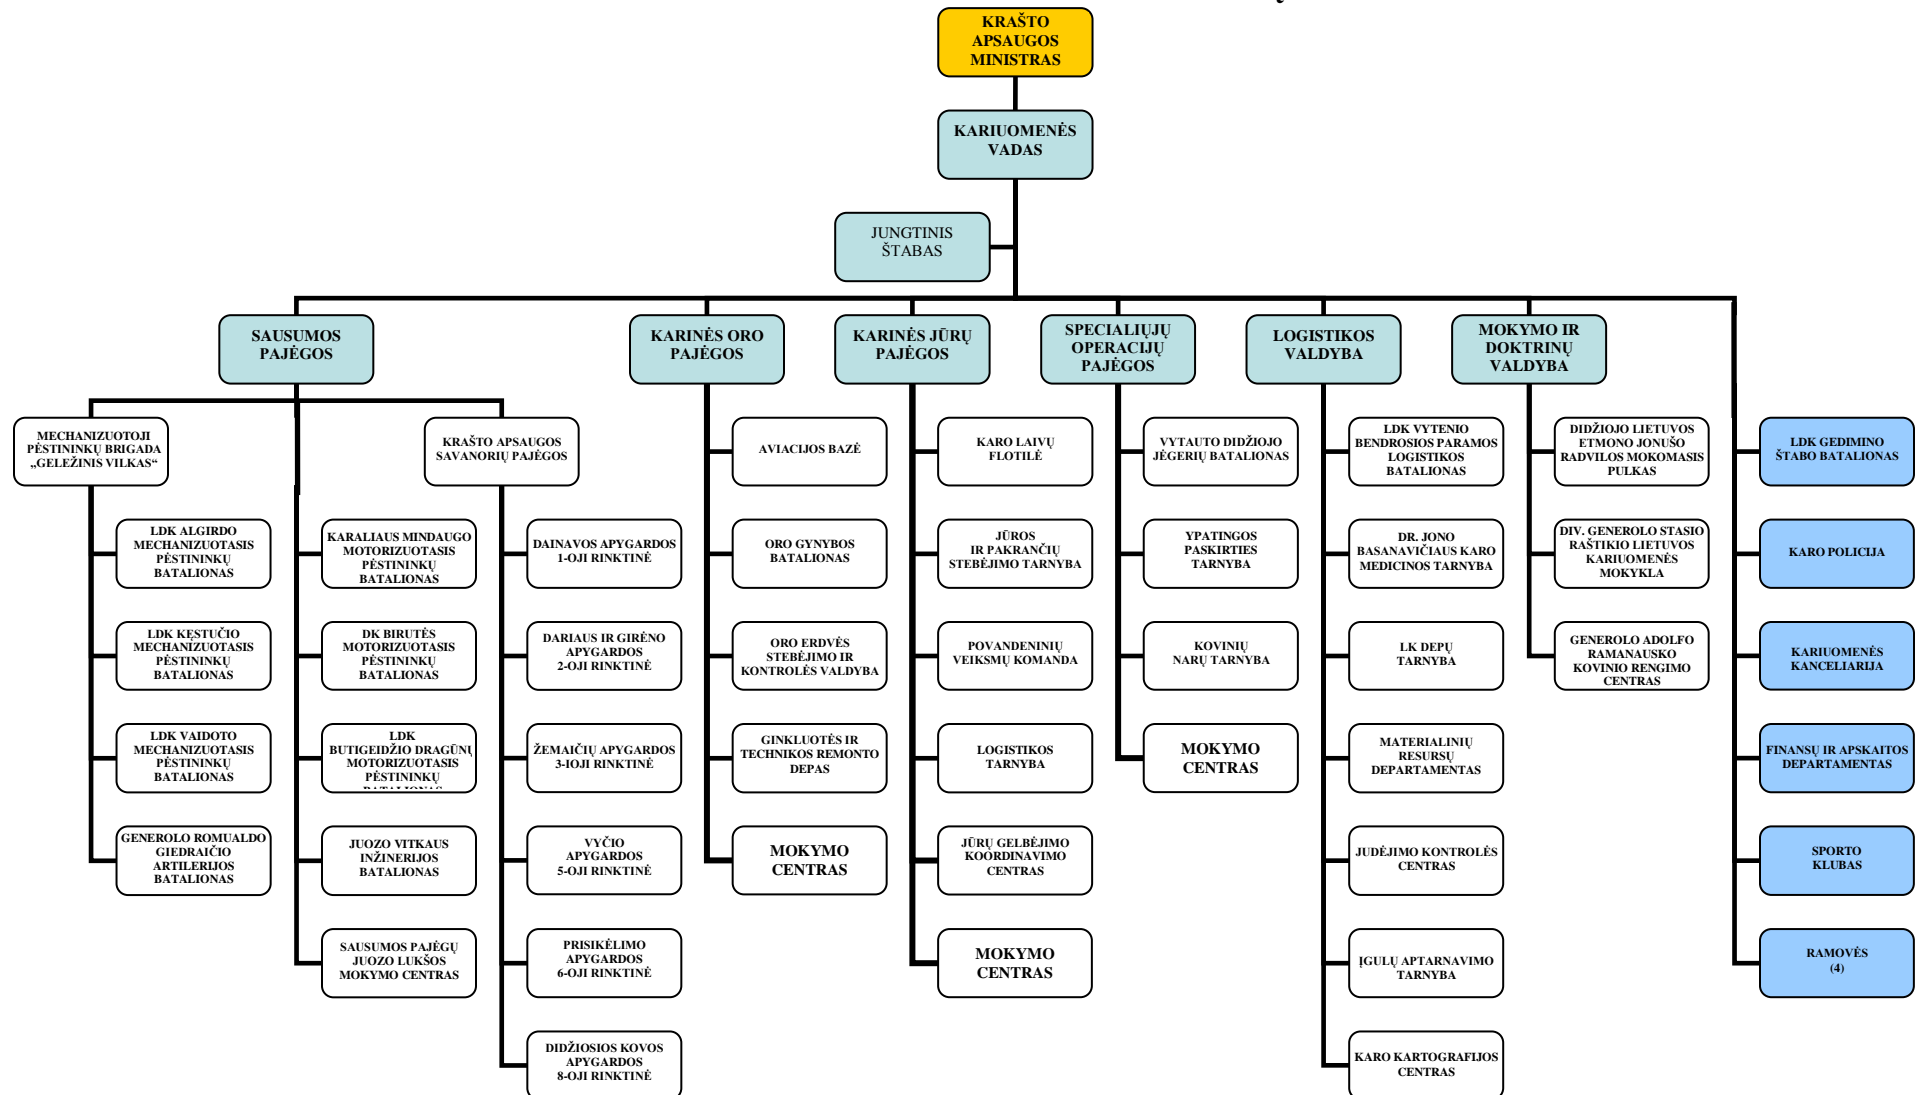 KRAŠTO
APSAUGOS
MINISTRAS
KARIUOMENĖS
VADAS
JUNGTINIS
ŠTABAS
SAUSUMOS
PAJĖGOS
KARINĖS ORO
PAJĖGOS
KARINĖS JŪRŲ
PAJĖGOS
SPECIALIŲJŲ
OPERACIJŲ
PAJĖGOS
LOGISTIKOS
VALDYBA
MOKYMO IR
DOKTRINŲ
VALDYBA
MECHANIZUOTOJI
PĖSTININKŲ BRIGADA
„GELEŽINIS VILKAS“
LDK ALGIRDO
MECHANIZUOTASIS
PĖSTININKŲ
BATALIONAS
LDK KĘSTUČIO
MECHANIZUOTASIS
PĖSTININKŲ
BATALIONAS
LDK VAIDOTO
MECHANIZUOTASIS
PĖSTININKŲ
BATALIONAS
GENEROLO ROMUALDO
GIEDRAIČIO
ARTILERIJOS
BATALIONAS
KARALIAUS MINDAUGO
MOTORIZUOTASIS
PĖSTININKŲ
BATALIONAS
DK BIRUTĖS
MOTORIZUOTASIS
PĖSTININKŲ
BATALIONAS
LDK
BUTIGEIDŽIO DRAGŪNŲ
MOTORIZUOTASIS
PĖSTININKŲ
BATALIONAS
JUOZO VITKAUS
INŽINERIJOS
BATALIONAS
SAUSUMOS PAJĖGŲ
JUOZO LUKŠOS
MOKYMO CENTRAS
KRAŠTO APSAUGOS
SAVANORIŲ PAJĖGOS
DAINAVOS APYGARDOS
1-OJI RINKTINĖ
DARIAUS IR GIRĖNO
APYGARDOS
2-OJI RINKTINĖ
ŽEMAIČIŲ APYGARDOS
3-IOJI RINKTINĖ
VYČIO
APYGARDOS
5-OJI RINKTINĖ
PRISIKĖLIMO
APYGARDOS
6-OJI RINKTINĖ
DIDŽIOSIOS KOVOS
APYGARDOS
8-OJI RINKTINĖ
AVIACIJOS BAZĖ
ORO GYNYBOS
BATALIONAS
ORO ERDVĖS
STEBĖJIMO IR
KONTROLĖS VALDYBA
GINKLUOTĖS IR
TECHNIKOS REMONTO
DEPAS
MOKYMO
CENTRAS
KARO LAIVŲ
FLOTILĖ
JŪROS
IR PAKRANČIŲ
STEBĖJIMO TARNYBA
POVANDENINIŲ
VEIKSMŲ KOMANDA
LOGISTIKOS
TARNYBA
JŪRŲ GELBĖJIMO
KOORDINAVIMO
CENTRAS
MOKYMO
CENTRAS
VYTAUTO DIDŽIOJO
JĖGERIŲ BATALIONAS
YPATINGOS
PASKIRTIES
TARNYBA
KOVINIŲ
NARŲ TARNYBA
MOKYMO
CENTRAS
LDK VYTENIO
BENDROSIOS PARAMOS
LOGISTIKOS
BATALIONAS
DR. JONO
BASANAVIČIAUS KARO
MEDICINOS TARNYBA
LK DEPŲ
TARNYBA
MATERIALINIŲ
RESURSŲ
DEPARTAMENTAS
JUDĖJIMO KONTROLĖS
CENTRAS
ĮGULŲ APTARNAVIMO
TARNYBA
KARO KARTOGRAFIJOS
CENTRAS
DIDŽIOJO LIETUVOS
ETMONO JONUŠO
RADVILOS MOKOMASIS
PULKAS
DIV. GENEROLO STASIO
RAŠTIKIO LIETUVOS
KARIUOMENĖS
MOKYKLA
GENEROLO ADOLFO
RAMANAUSKO
KOVINIO RENGIMO
CENTRAS
LDK GEDIMINO
ŠTABO BATALIONAS
KARO POLICIJA
KARIUOMENĖS
KANCELIARIJA
FINANSŲ IR APSKAITOS
DEPARTAMENTAS
SPORTO
KLUBAS
RAMOVĖS
(4)